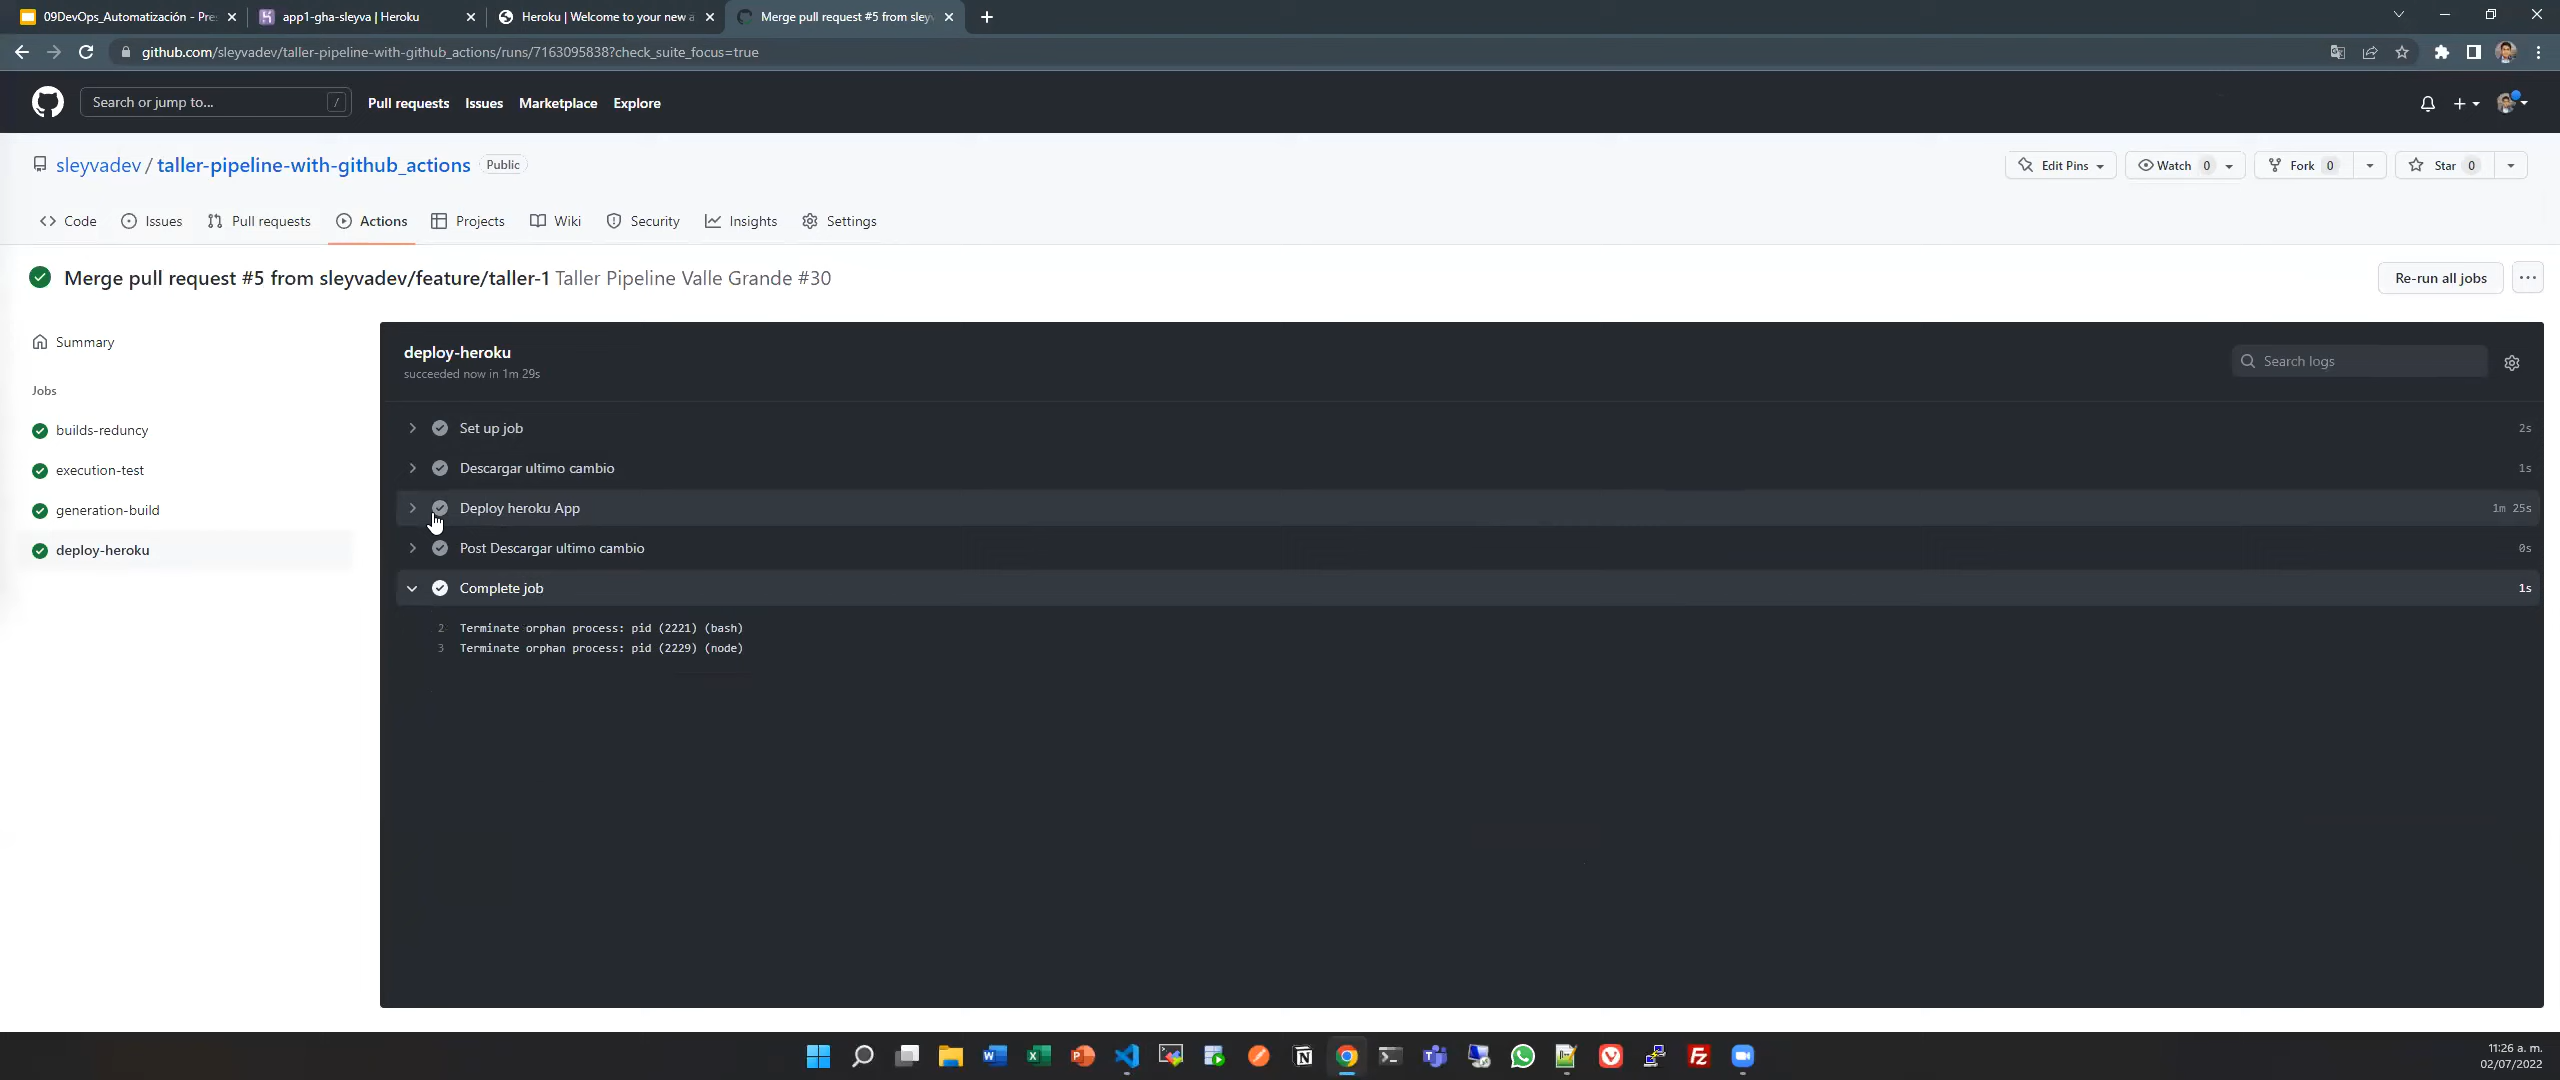 09DevOps_Automatización - Pre
app1-gha-sleyva | Heroku
Heroku | Welcome to your new a
Merge pull request #5 from sley
github.com/sleyvadev/taller-pipeline-with-github_actions/runs/7163095838?check_suite_focus=true
Search or jump to...
/
Pull requests
Issues
Marketplace
Explore
sleyvadev / taller-pipeline-with-github_actions
Public
Edit Pins
Watch 0
Fork 0
Star 0
Code
Issues
Pull requests
Actions
Projects
Wiki
Security
Insights
Settings
Merge pull request #5 from sleyvadev/feature/taller-1 Taller Pipeline Valle Grande #30
Re-run all jobs
Summary
Jobs
builds-reduncy
execution-test
generation-build
deploy-heroku
deploy-heroku
succeeded now in 1m 29s
Search logs
Set up job 2s
Descargar ultimo cambio 1s
Deploy heroku App 1m 25s
Post Descargar ultimo cambio 0s
Complete job 1s
2 Terminate orphan process: pid (2221) (bash)
3 Terminate orphan process: pid (2229) (node)
11:26 a. m.
02/07/2022